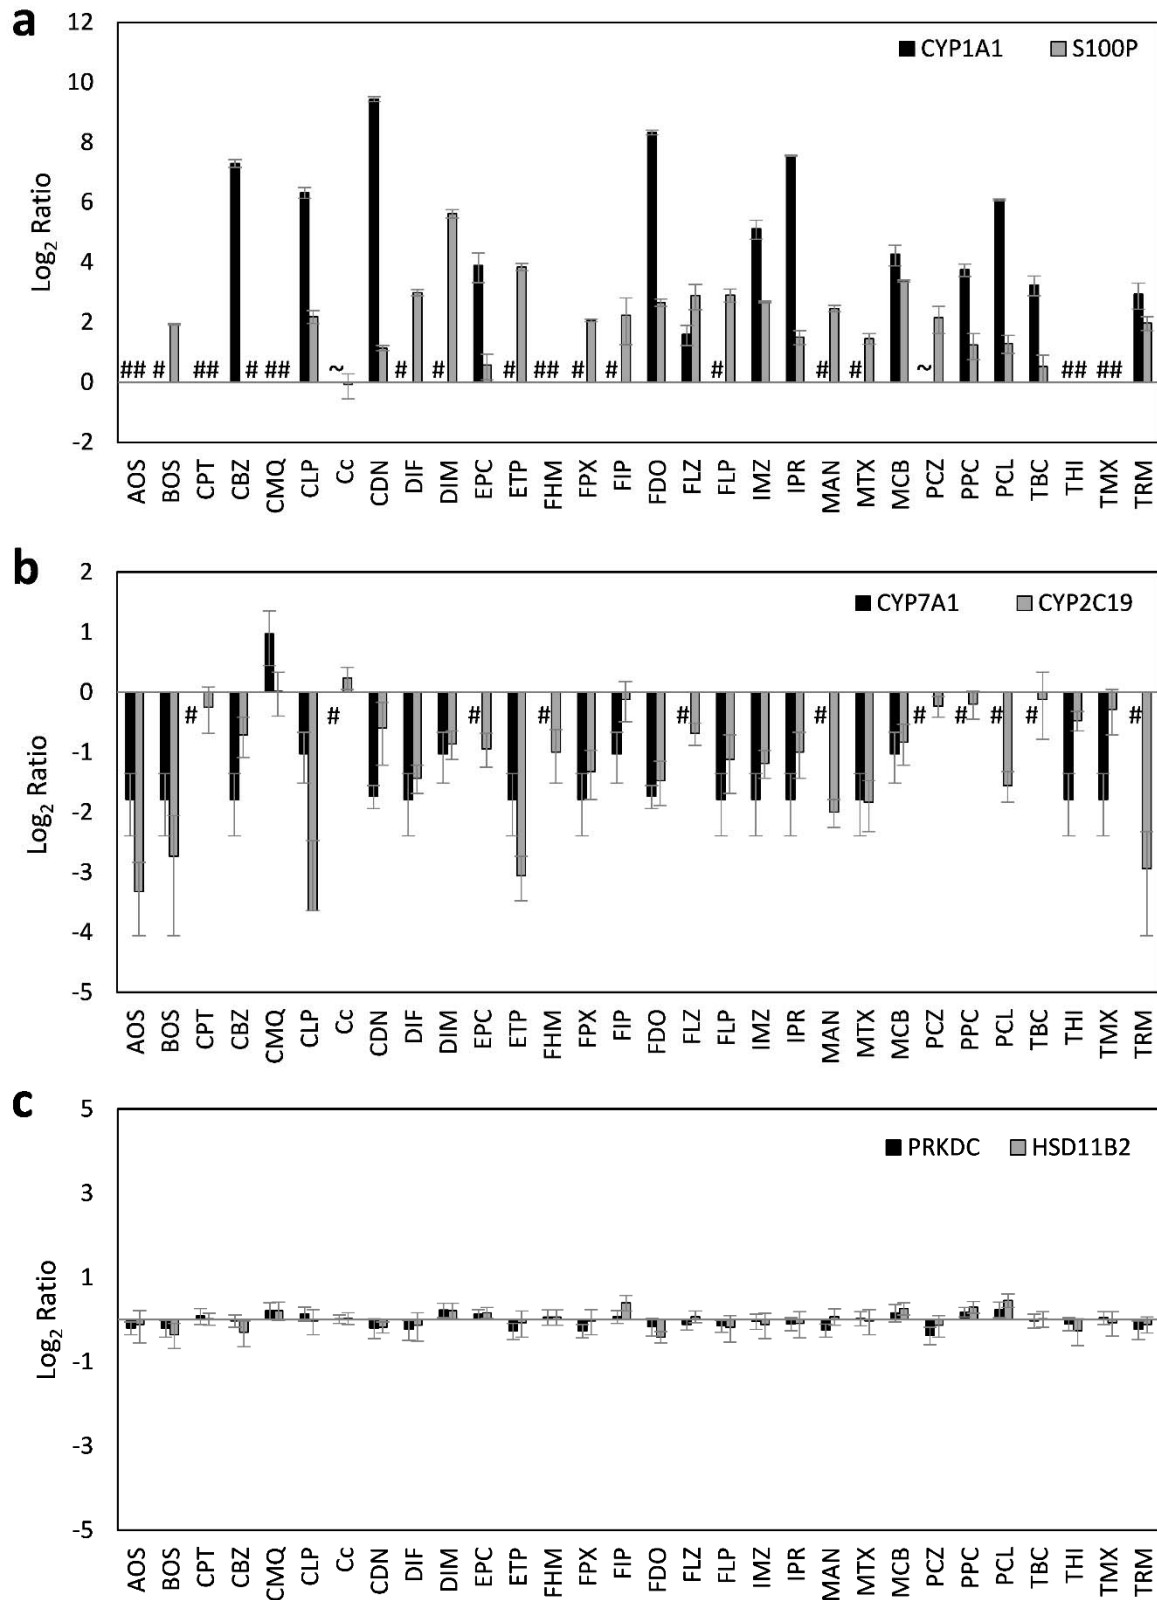 a
12
10
8
6
4
2
0
-2
Log2 Ratio
CYP1A1 S100P
## # ## # ## ~ # # # ## # # # # # ~ ## ##
AOS BOS CPT CBZ CMQ CLP Cc CDN DIF DIM EPC ETP FHM FPX FIP FDO FLZ FLP IMZ IPR MAN MTX MCB PCZ PPC PCL TBC THI TMX TRM
b
2
1
0
-1
-2
-3
-4
-5
Log2 Ratio
CYP7A1 CYP2C19
# # # # # # # # # # #
AOS BOS CPT CBZ CMQ CLP Cc CDN DIF DIM EPC ETP FHM FPX FIP FDO FLZ FLP IMZ IPR MAN MTX MCB PCZ PPC PCL TBC THI TMX TRM
c
5
3
1
-1
-3
-5
Log2 Ratio
PRKDC HSD11B2
AOS BOS CPT CBZ CMQ CLP Cc CDN DIF DIM EPC ETP FHM FPX FIP FDO FLZ FLP IMZ IPR MAN MTX MCB PCZ PPC PCL TBC THI TMX TRM